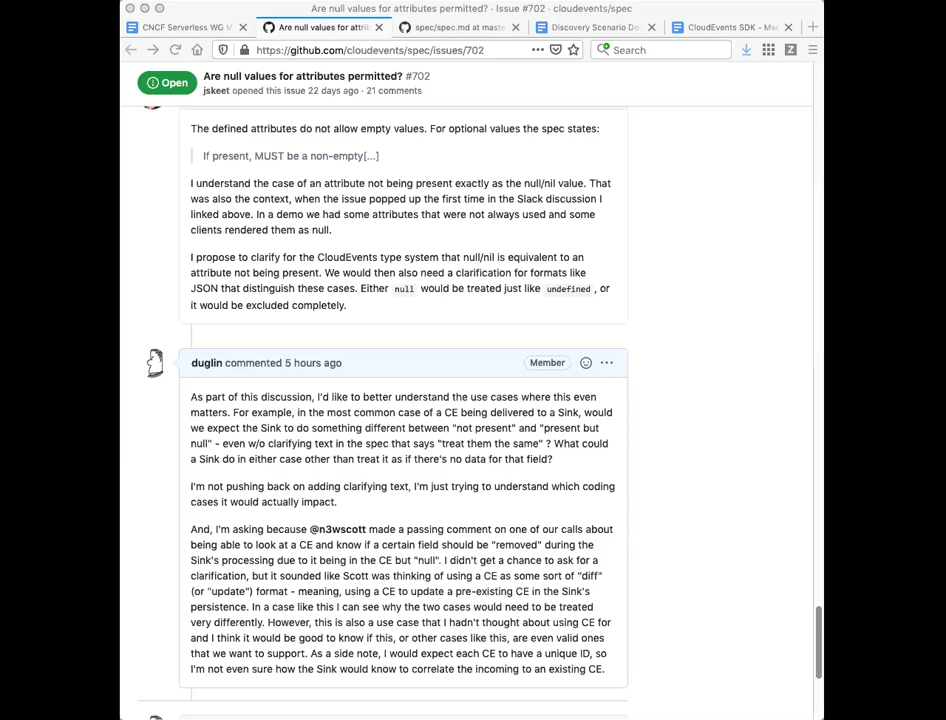 Are null values for attributes permitted? · Issue #702 · cloudevents/spec
CNCF Serverless WG M
Are null values for attrib
spec/spec.md at maste
Discovery Scenario Do
CloudEvents SDK - Mee
https://github.com/cloudevents/spec/issues/702
Search
Open
Are null values for attributes permitted? #702
jskeet opened this issue 22 days ago · 21 comments
The defined attributes do not allow empty values. For optional values the spec states:
If present, MUST be a non-empty[...]
I understand the case of an attribute not being present exactly as the null/nil value. That
was also the context, when the issue popped up the first time in the Slack discussion I
linked above. In a demo we had some attributes that were not always used and some
clients rendered them as null.
I propose to clarify for the CloudEvents type system that null/nil is equivalent to an
attribute not being present. We would then also need a clarification for formats like
JSON that distinguish these cases. Either null would be treated just like undefined, or
it would be excluded completely.
duglin commented 5 hours ago
Member
As part of this discussion, I'd like to better understand the use cases where this even
matters. For example, in the most common case of a CE being delivered to a Sink, would
we expect the Sink to do something different between "not present" and "present but
null" - even w/o clarifying text in the spec that says "treat them the same" ? What could
a Sink do in either case other than treat it as if there's no data for that field?
I'm not pushing back on adding clarifying text, I'm just trying to understand which coding
cases it would actually impact.
And, I'm asking because @n3wscott made a passing comment on one of our calls about
being able to look at a CE and know if a certain field should be "removed" during the
Sink's processing due to it being in the CE but "null". I didn't get a chance to ask for a
clarification, but it sounded like Scott was thinking of using a CE as some sort of "diff"
(or "update") format - meaning, using a CE to update a pre-existing CE in the Sink's
persistence. In a case like this I can see why the two cases would need to be treated
very differently. However, this is also a use case that I hadn't thought about using CE for
and I think it would be good to know if this, or other cases like this, are even valid ones
that we want to support. As a side note, I would expect each CE to have a unique ID, so
I'm not even sure how the Sink would know to correlate the incoming to an existing CE.